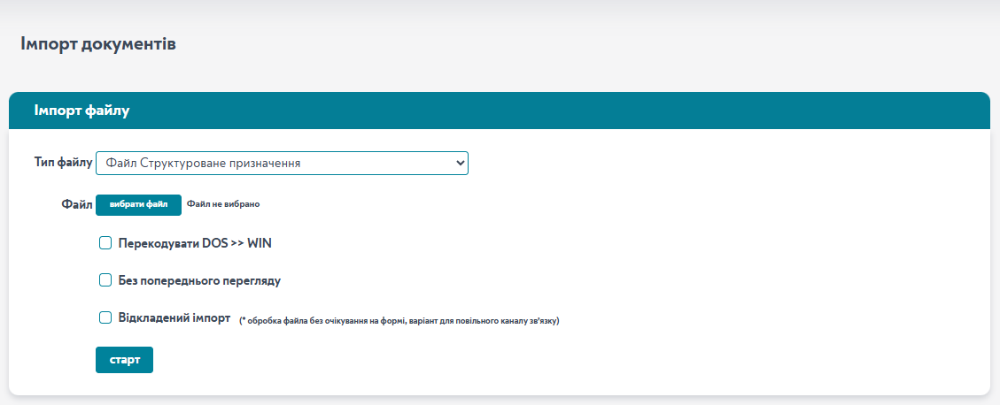 Імпорт документів
Імпорт файлу
Тип файлу Файл Структуроване призначення
Файл вибрати файл Файл не вибрано
Перекодувати DOS >> WIN
Без попереднього перегляду
Відкладений імпорт (* обробка файла без очікування на формі, варіант для повільного каналу зв'язку)
старт